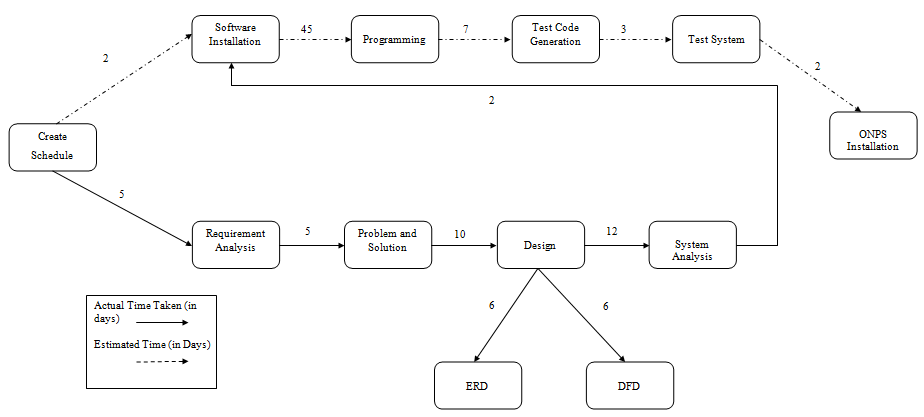 Software
Installation
45
Programming
7
Test Code
Generation
3
Test System
2
2
2
ONPS
Installation
Create
Schedule
5
Requirement
Analysis
5
Problem and
Solution
10
Design
12
System
Analysis
Actual Time Taken (in
days)
Estimated Time (in Days)
6
6
ERD
DFD